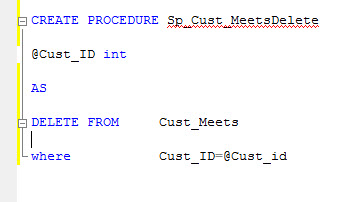 CREATE PROCEDURE Sp_Cust_MeetsDelete
@Cust_ID int
AS
DELETE FROM Cust_Meets
where Cust_ID=@Cust_id